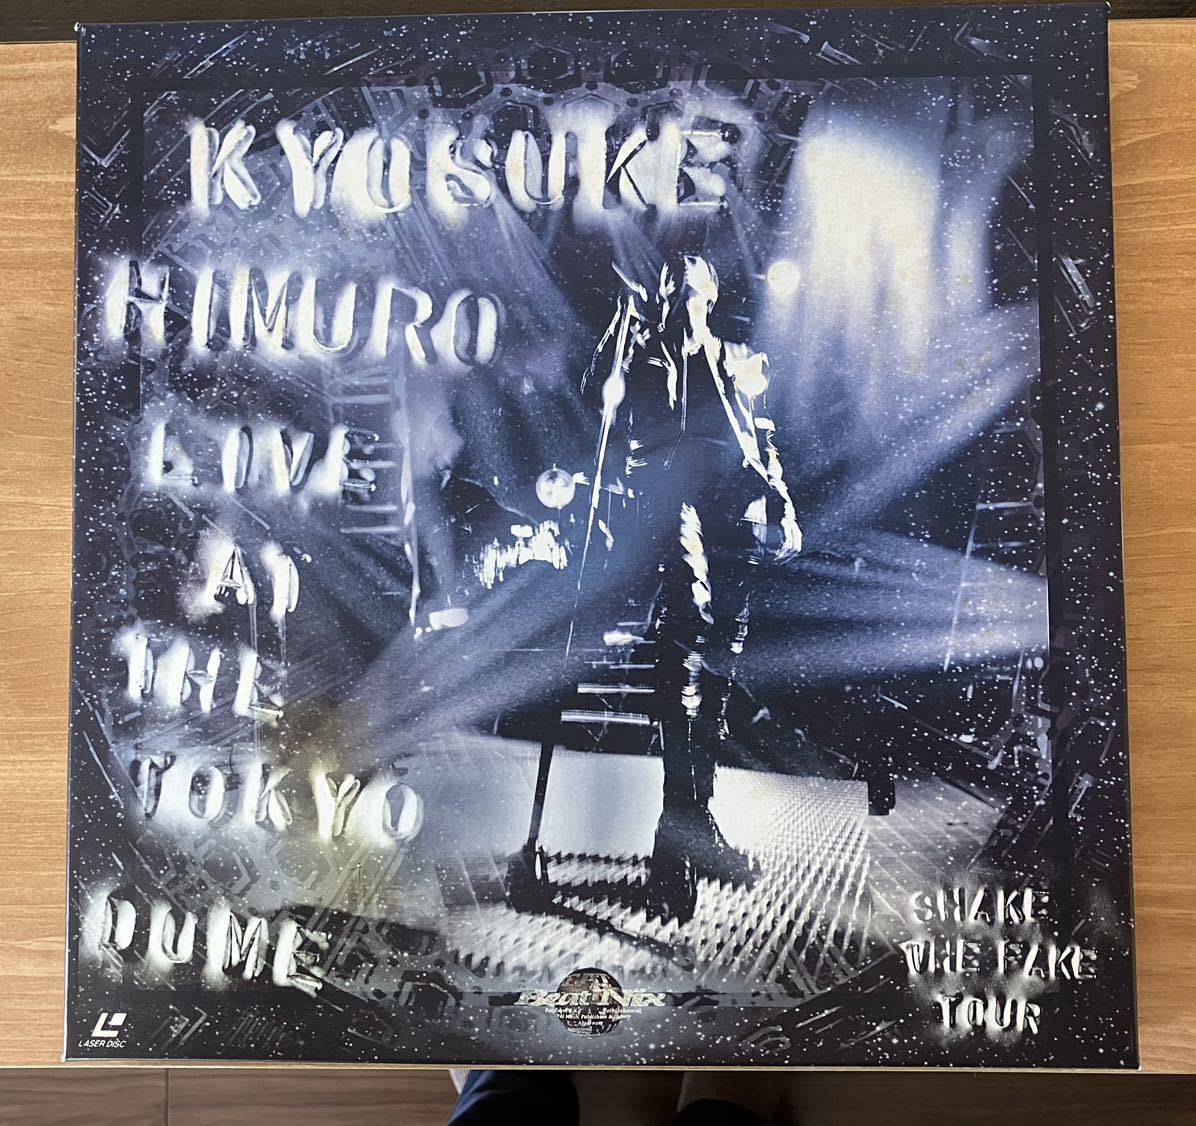 KYOSUKE
HIMURO
LIVE
AT
THE
TOKYO
DOME
SHAKE
THE FAKE
TOUR
Beat Nix
LASER DISC